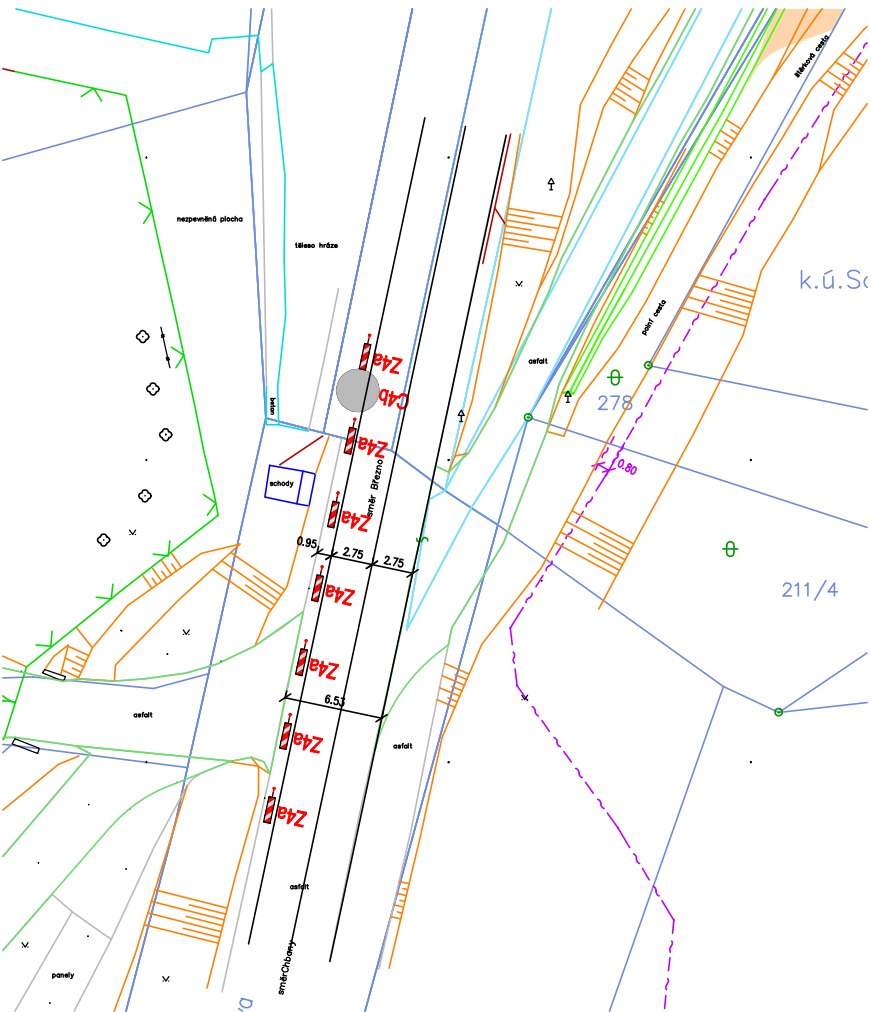 štěrková cesta
nezpevněná plocha
těleso hráze
k.ú.So
polní cesta
asfalt
Z4a
C4b
278
beton
Z4a
směr Březno
0.80
schody
Z4a
0.95
2.75
2.75
Z4a
211/4
Z4a
6.53
asfalt
Z4a
asfalt
Z4a
asfalt
směrChbany
panely